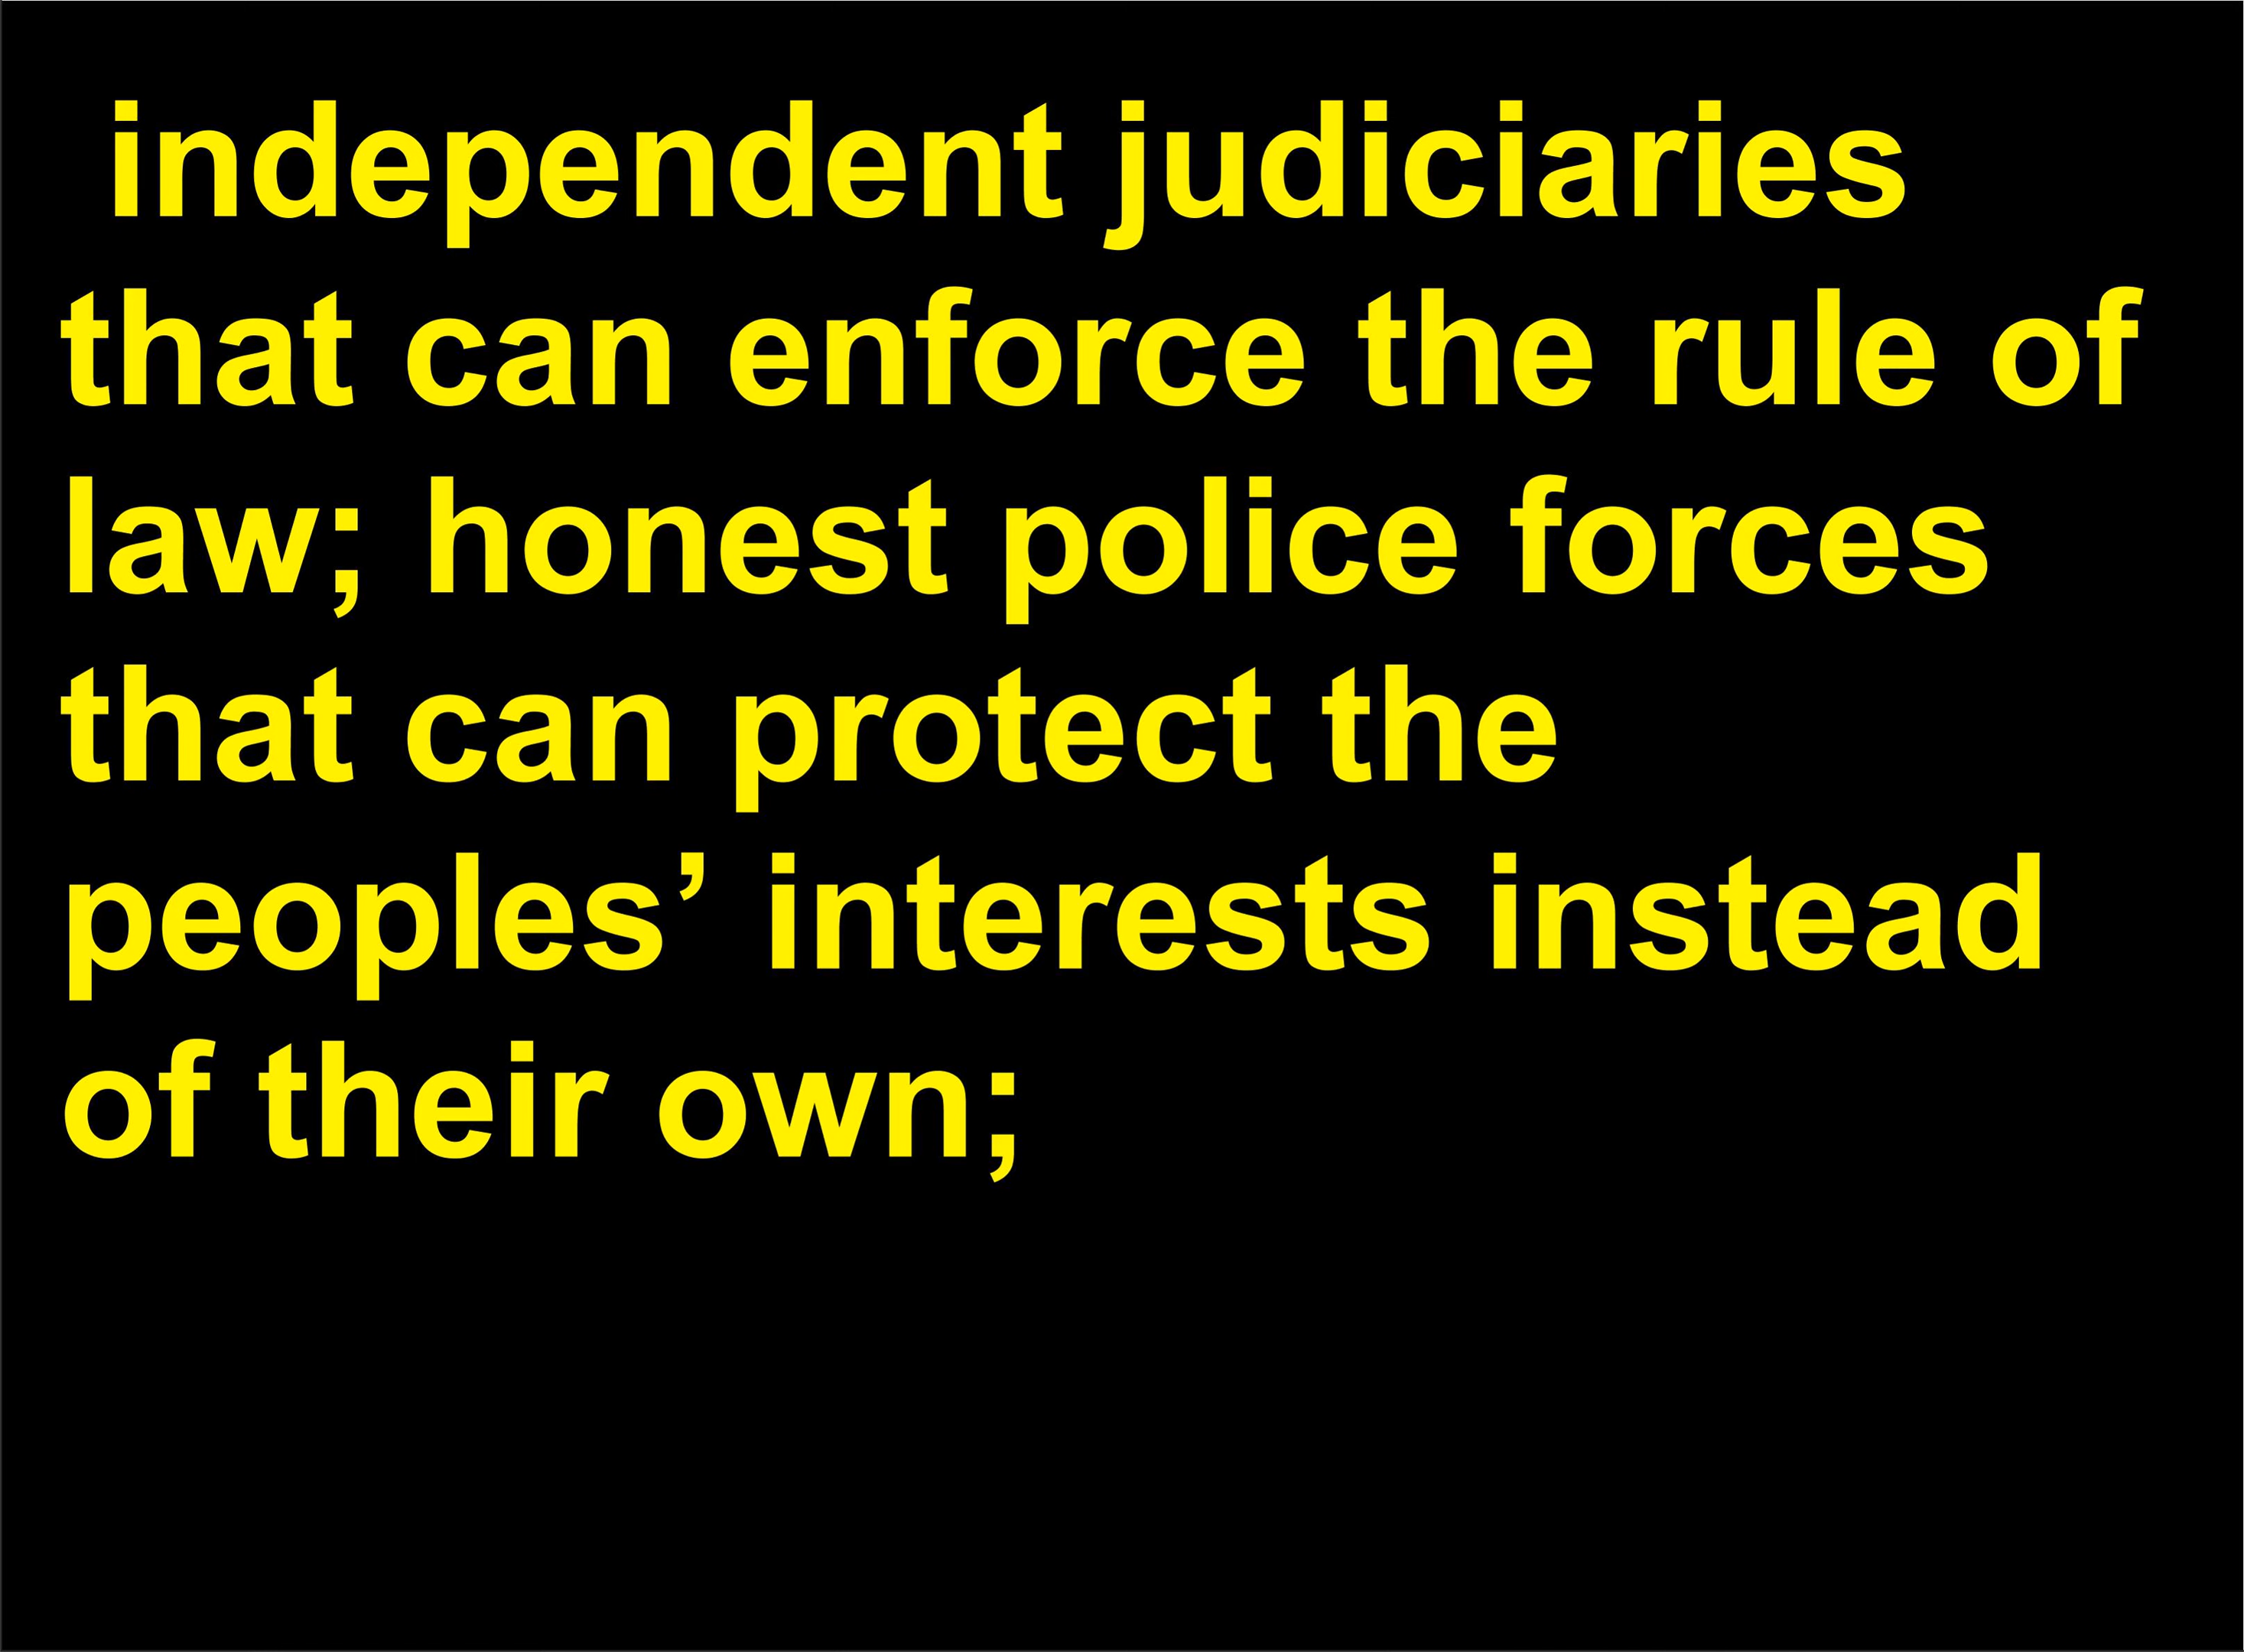 independent judiciaries
that can enforce the rule of
law; honest police forces
that can protect the
peoples’ interests instead
of their own;